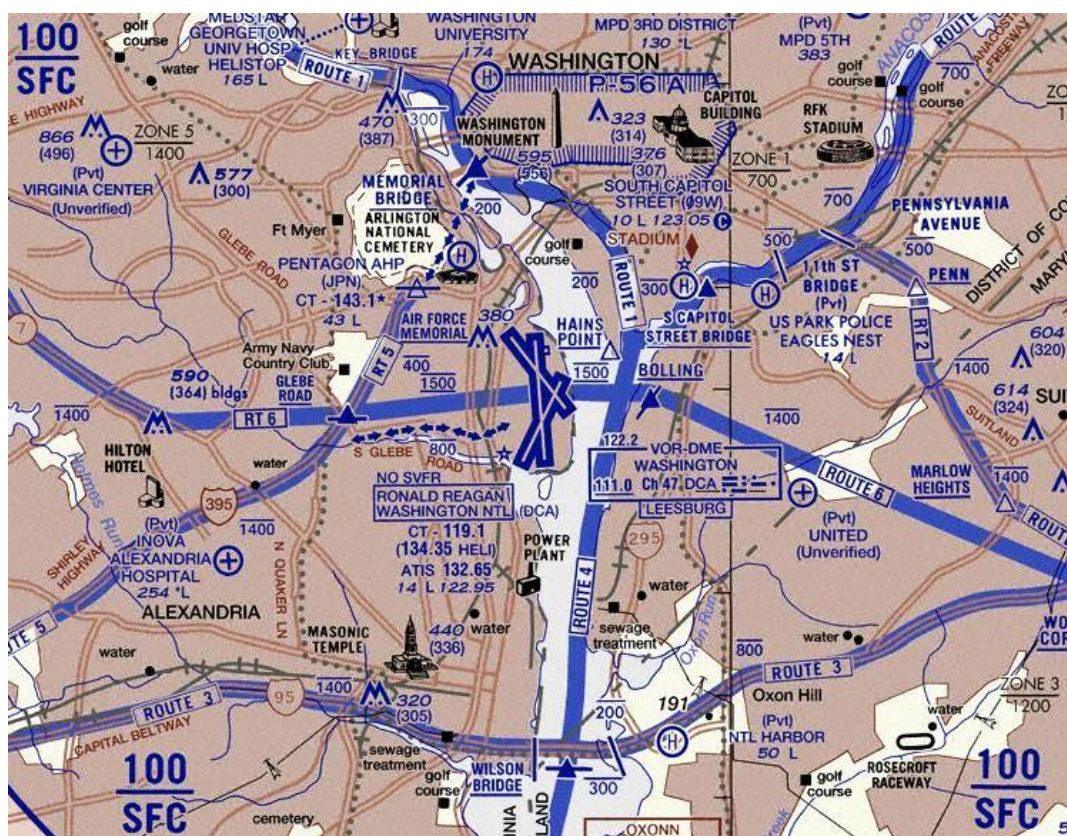 100
SFC
golf
course
water
MEDSTAR
GEORGETOWN
UNIV HOSP
HELISTOP
165 L
KEY BRIDGE
ROUTE 1
WASHINGTON
UNIVERSITY
174
H
WASHINGTON
MPD 3RD DISTRICT
130 *L
P-56 A
(Pvt)
MPD 5TH
383
ROUTE
700
ANACOSTIA
FREEWAY
golf
course
golf
course
866
(496)
(Pvt)
VIRGINIA CENTER
(Unverified)
ZONE 5
1400
577
(300)
470
(387)
300
WASHINGTON
MONUMENT
595
(556)
323
(314)
376
(307)
CAPITOL
BUILDING
RFK
STADIUM
ZONE 1
700
MEMORIAL
BRIDGE
ARLINGTON
NATIONAL
CEMETERY
200
SOUTH CAPITOL
STREET (09W)
10 L 123.05 C
STADIUM
700
PENNSYLVANIA
AVENUE
Ft Myer
GLEBE ROAD
PENTAGON AHP
(JPN)
CT - 143.1*
43 L
H
golf
course
200
ROUTE 1
300
H
500
H
11th ST
BRIDGE
(Pvt)
US PARK POLICE
EAGLES NEST
14 L
500
PENN
RT 2
DISTRICT OF CO
MARYL
7
AIR FORCE
MEMORIAL
380
HAINS
POINT
S CAPITOL
STREET BRIDGE
604
(320)
Army Navy
Country Club
RT 5
400
1500
1500
BOLLING
590
(364) bldgs
GLEBE
ROAD
1400
RT 6
1400
1400
614
(324)
SUI
SUITLAND
HILTON
HOTEL
Holmes Run
water
S GLEBE
ROAD
800
122.2
VOR-DME
WASHINGTON
111.0 Ch 47 DCA
LEESBURG
ROUTE 6
MARLOW
HEIGHTS
1400
ROUTE
395
1400
NO SVFR
RONALD REAGAN
WASHINGTON NTL
(DCA)
CT - 119.1
(134.35 HELI)
ATIS 132.65
14 L 122.95
295
(Pvt)
UNITED
(Unverified)
(Pvt)
INOVA
ALEXANDRIA
HOSPITAL
254 *L
SHIRLEY
HIGHWAY
N QUAKER LN
POWER
PLANT
ROUTE 4
ALEXANDRIA
MASONIC
TEMPLE
440
(336)
water
water
sewage
treatment
Oxon Run
water
water
800
ROUTE 3
ROUTE 3
95
CAPITAL BELTWAY
1400
320
(305)
200
191
Oxon Hill
ZONE 3
1200
(Pvt)
NTL HARBOR
50 L
H
water
sewage
treatment
golf
course
WILSON
BRIDGE
300
golf
course
ROSECROFT
RACEWAY
100
SFC
100
SFC
cemetery
OXONN